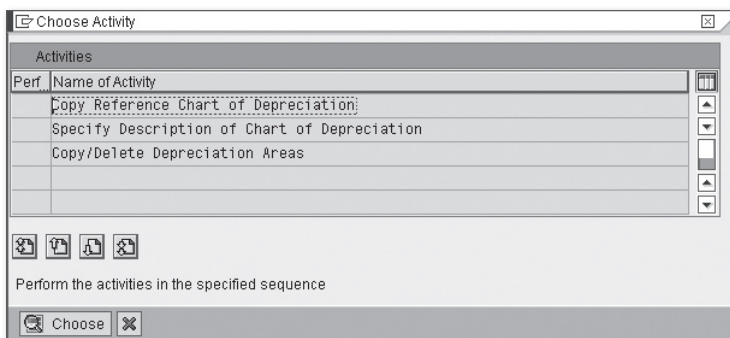 Choose Activity
Activities
Perf... Name of Activity
Copy Reference Chart of Depreciation
Specify Description of Chart of Depreciation
Copy/Delete Depreciation Areas
Perform the activities in the specified sequence
Choose